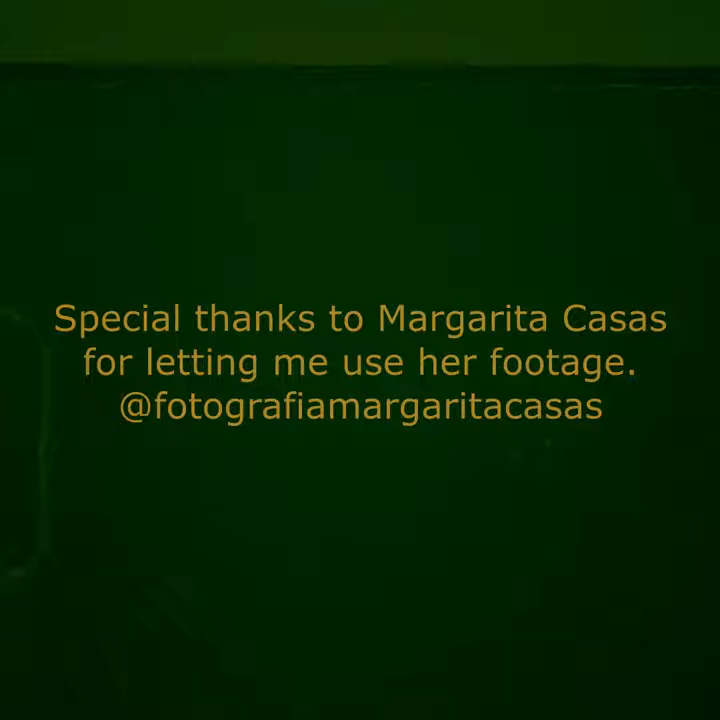 Special thanks to Margarita Casas
for letting me use her footage.
@fotografiamargaritacasas